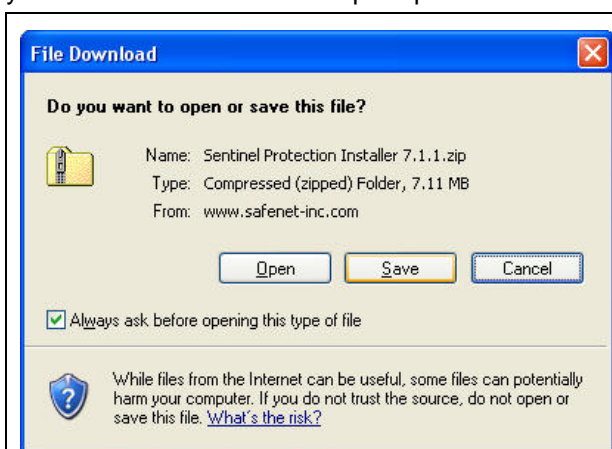 File Download
Do you want to open or save this file?
Name: Sentinel Protection Installer 7.1.1.zip
Type: Compressed (zipped) Folder, 7.11 MB
From: www.safenet-inc.com
Open Save Cancel
Always ask before opening this type of file
While files from the Internet can be useful, some files can potentially
harm your computer. If you do not trust the source, do not open or
save this file. What's the risk?